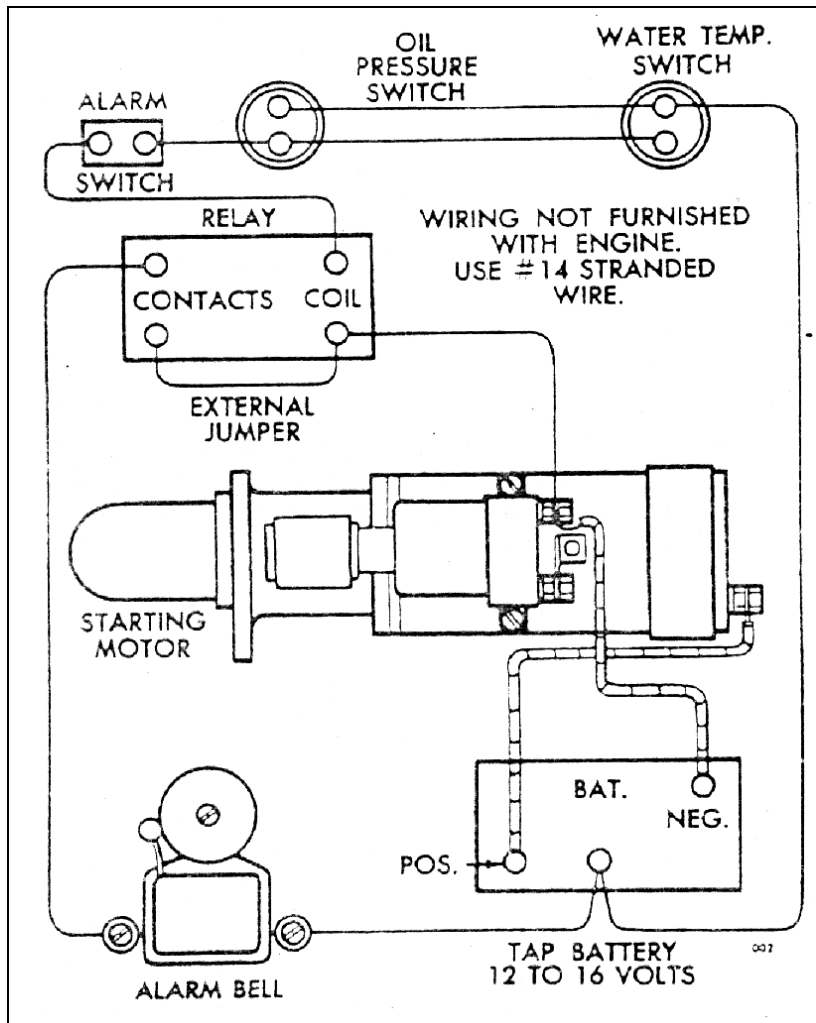 OIL
PRESSURE
SWITCH
WATER TEMP.
SWITCH
ALARM
SWITCH
RELAY
WIRING NOT FURNISHED
WITH ENGINE.
USE #14 STRANDED
WIRE.
CONTACTS
COIL
EXTERNAL
JUMPER
STARTING
MOTOR
BAT.
NEG.
POS.
TAP BATTERY
12 TO 16 VOLTS
ALARM BELL